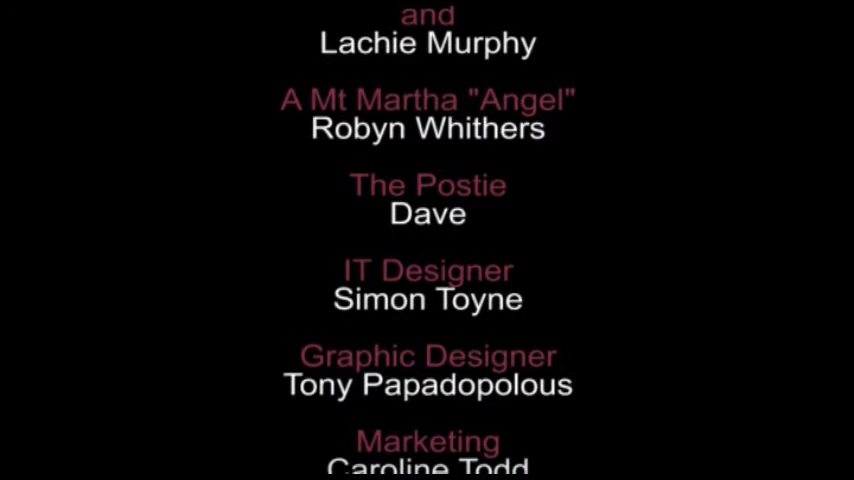 and
Lachie Murphy
A Mt Martha "Angel"
Robyn Whithers
The Postie
Dave
IT Designer
Simon Toyne
Graphic Designer
Tony Papadopolous
Marketing
Caroline Todd